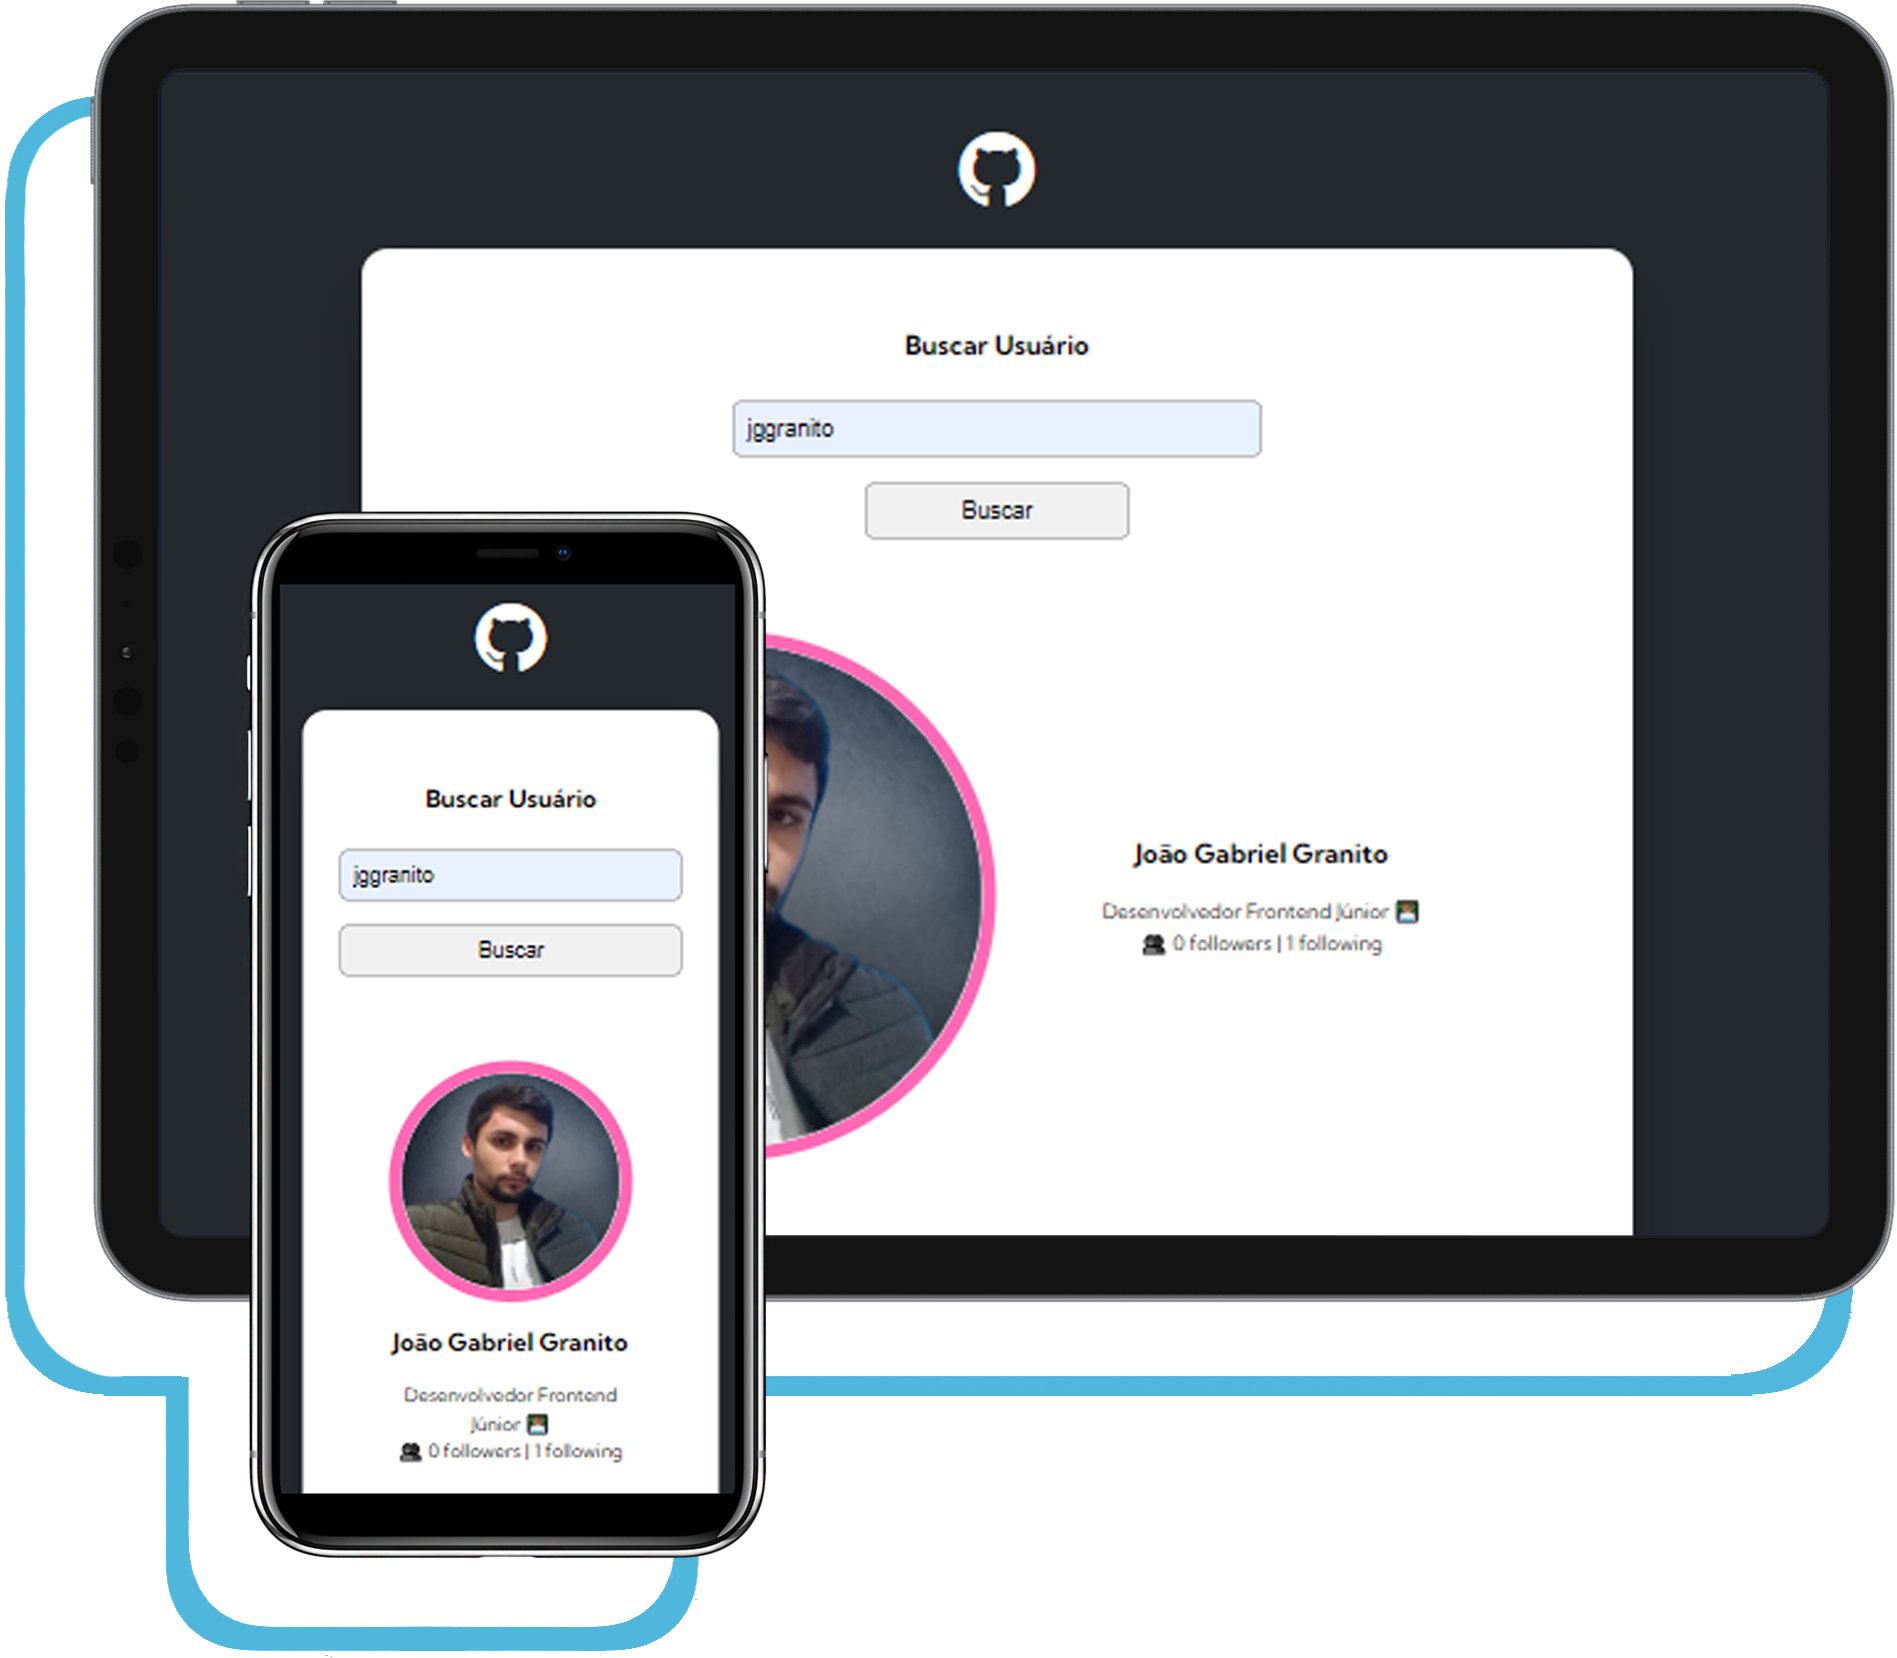 Buscar Usuário
jggranito
Buscar
João Gabriel Granito
Desenvolvedor Frontend Júnior 👨🏻‍💻
👥 0 followers | 1 following
Buscar Usuário
jggranito
Buscar
João Gabriel Granito
Desenvolvedor Frontend
Júnior 👨🏻‍💻
👥 0 followers | 1 following